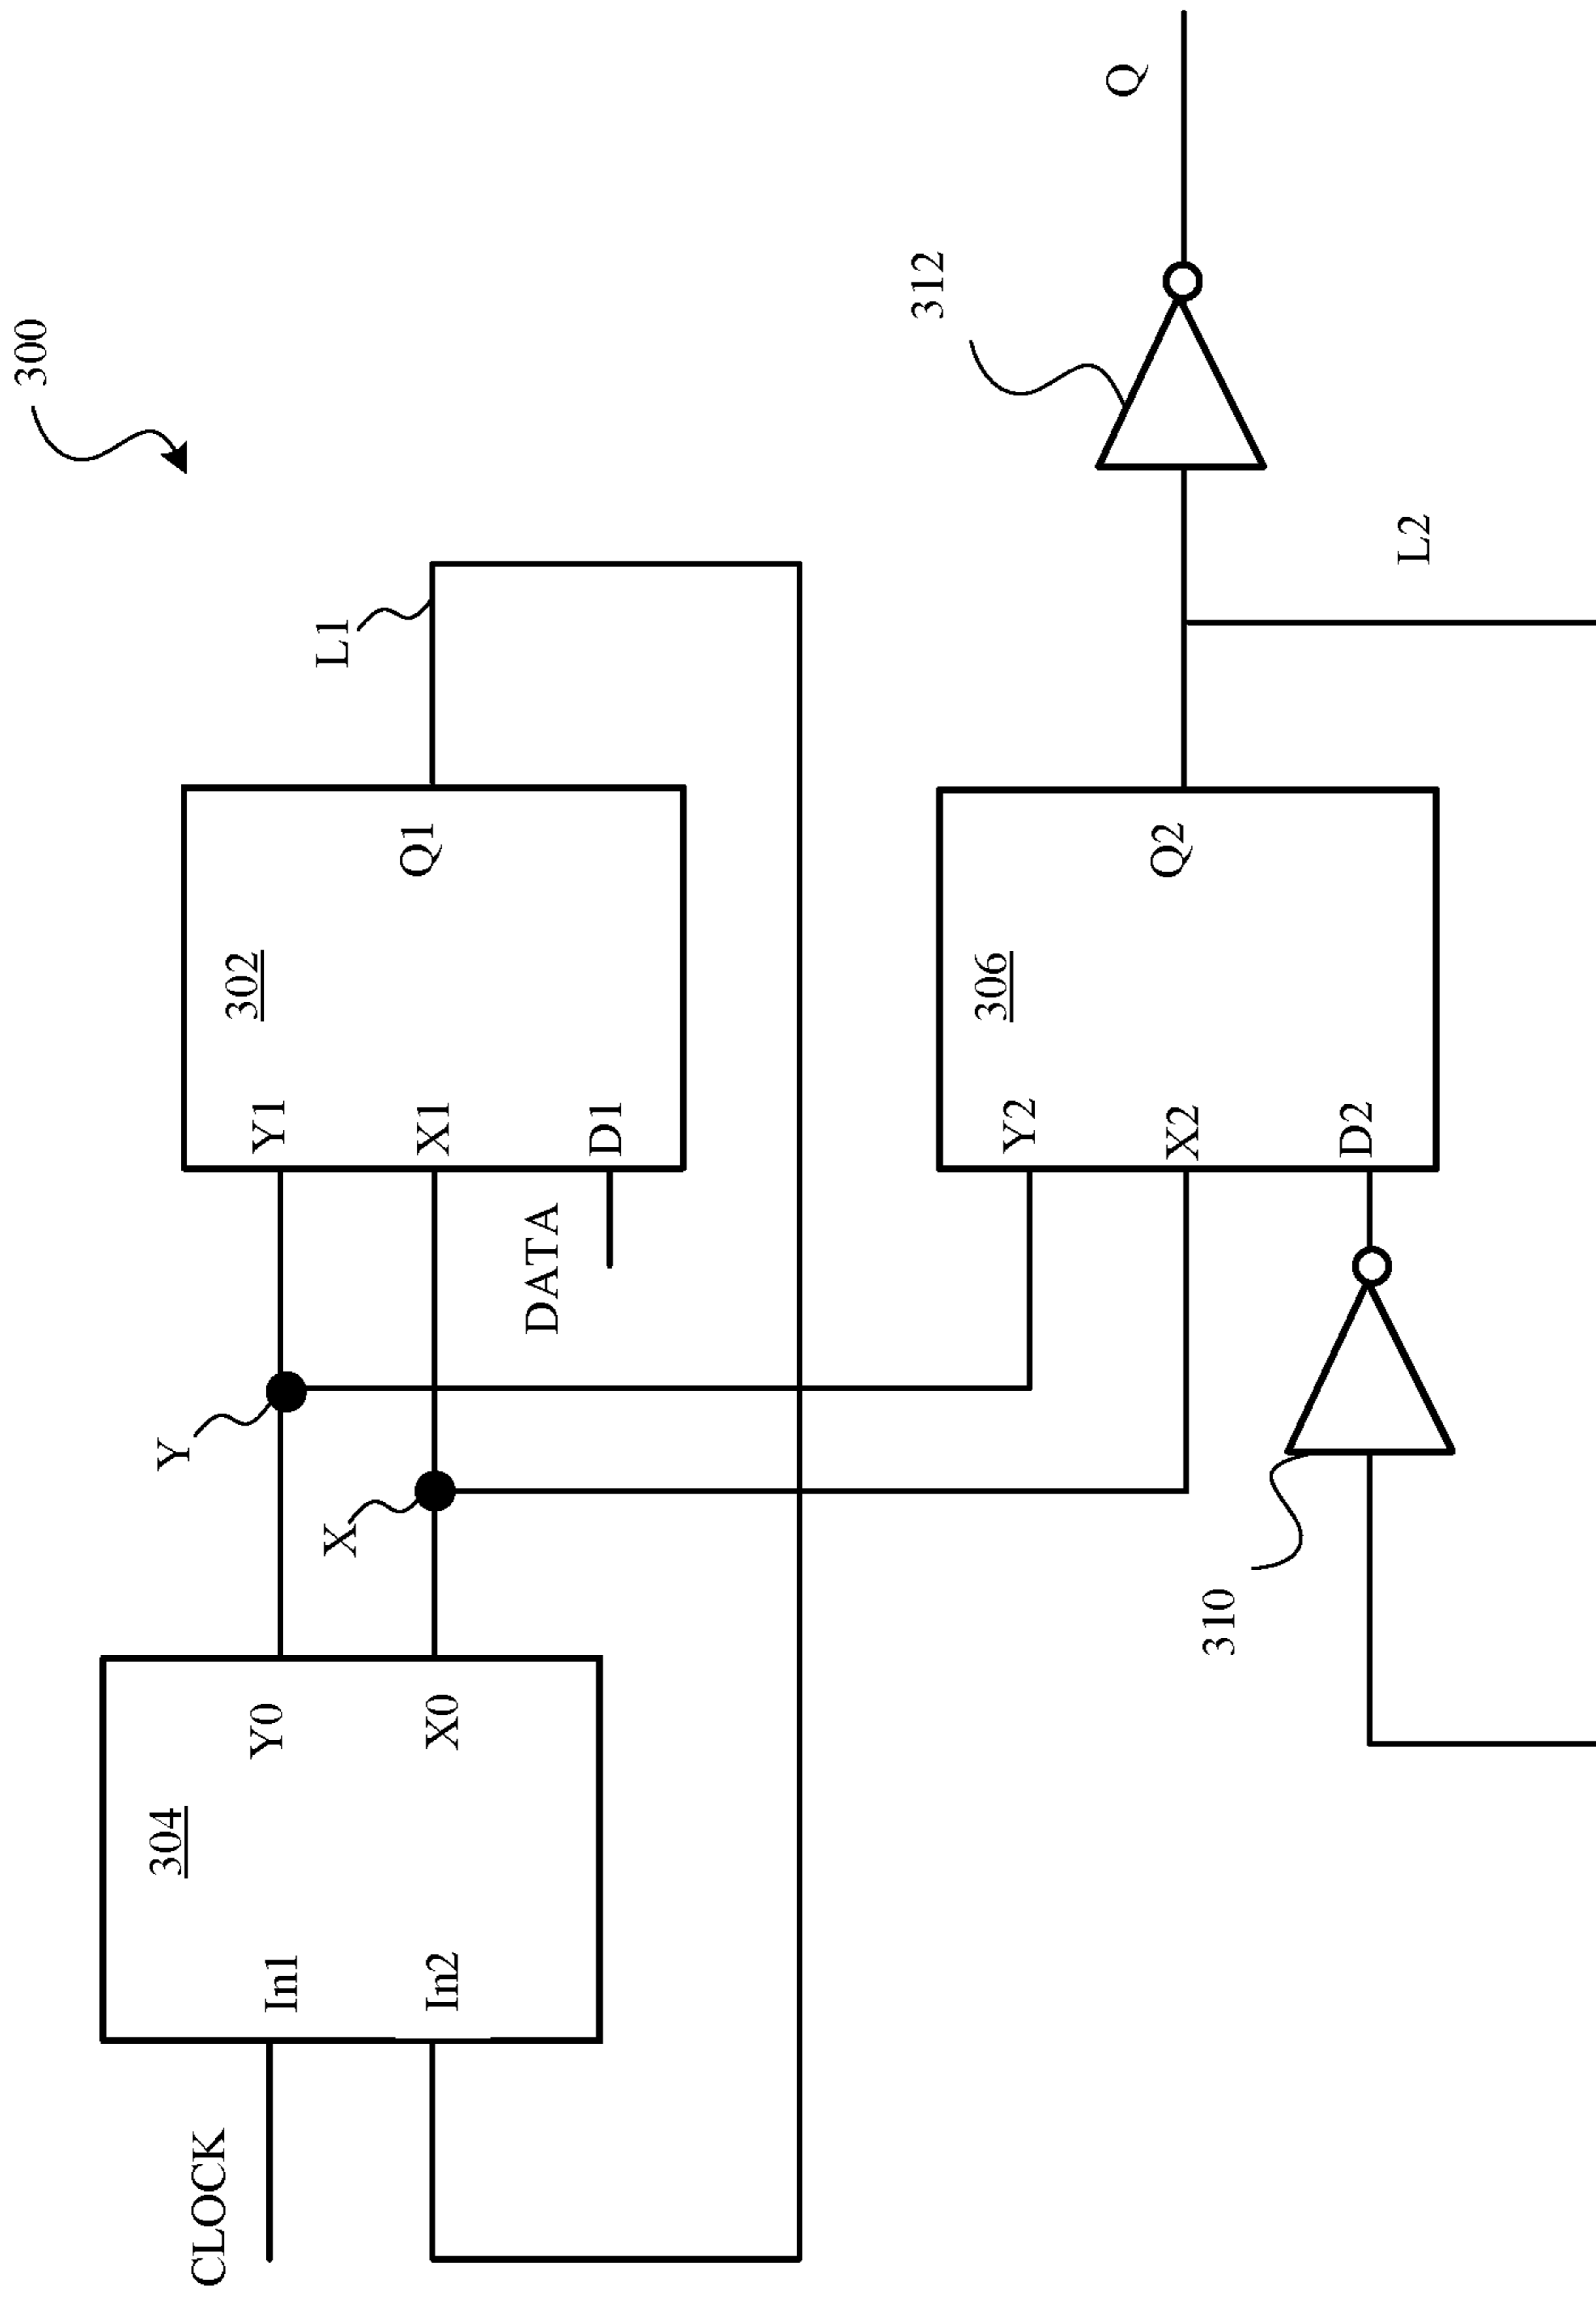 300
L1
302
Y1
X1
D1
Q1
DATA
Y
X
304
Y0
X0
In1
In2
CLOCK
312
Q
L2
306
Y2
X2
D2
Q2
310